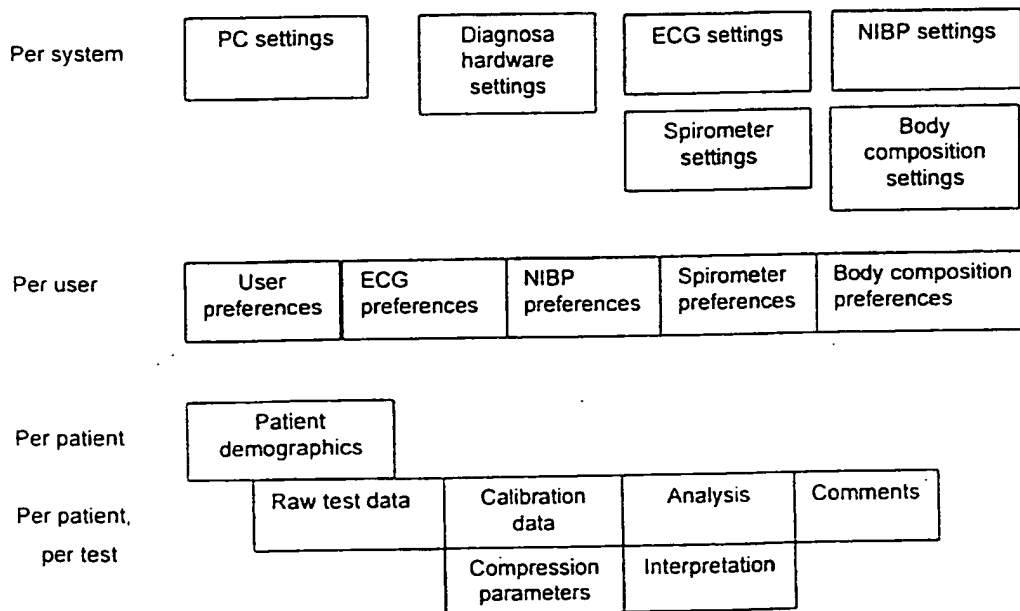 Per system
PC settings
Diagnosa
hardware
settings
ECG settings
NIBP settings
Spirometer
settings
Body
composition
settings
Per user
User
preferences
ECG
preferences
NIBP
preferences
Spirometer
preferences
Body composition
preferences
Per patient
Patient
demographics
Per patient,
per test
Raw test data
Calibration
data
Analysis
Comments
Compression
parameters
Interpretation